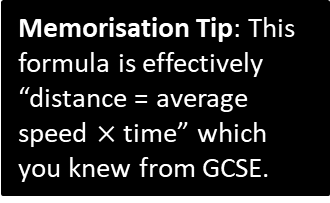 Memorisation Tip: This
formula is effectively
“distance = average
speed × time” which
you knew from GCSE.